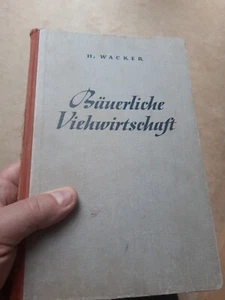 H. WACKER
Bäuerliche
Viehwirtschaft